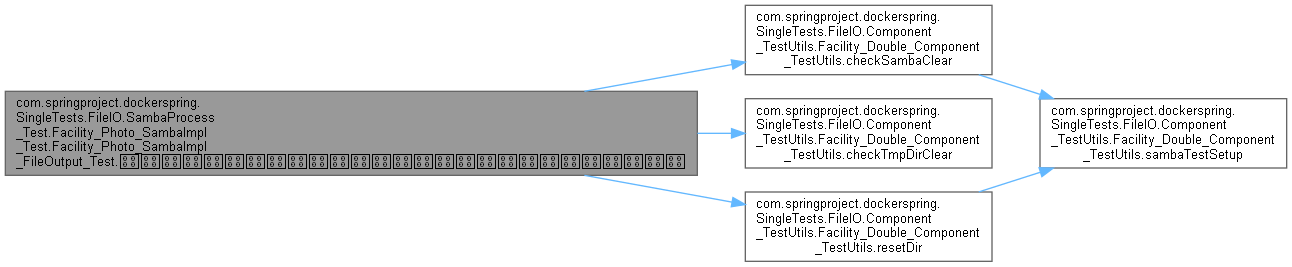 com.springproject.dockerspring.
SingleTests.FileIO.SambaProcess
_Test.Facility_Photo_SambaImpl
_Test.Facility_Photo_SambaImpl
_FileOutput_Test.
com.springproject.dockerspring.
SingleTests.FileIO.Component
_TestUtils.Facility_Double_Component
_TestUtils.checkSambaClear
com.springproject.dockerspring.
SingleTests.FileIO.Component
_TestUtils.Facility_Double_Component
_TestUtils.checkTmpDirClear
com.springproject.dockerspring.
SingleTests.FileIO.Component
_TestUtils.Facility_Double_Component
_TestUtils.resetDir
com.springproject.dockerspring.
SingleTests.FileIO.Component
_TestUtils.Facility_Double_Component
_TestUtils.sambaTestSetup